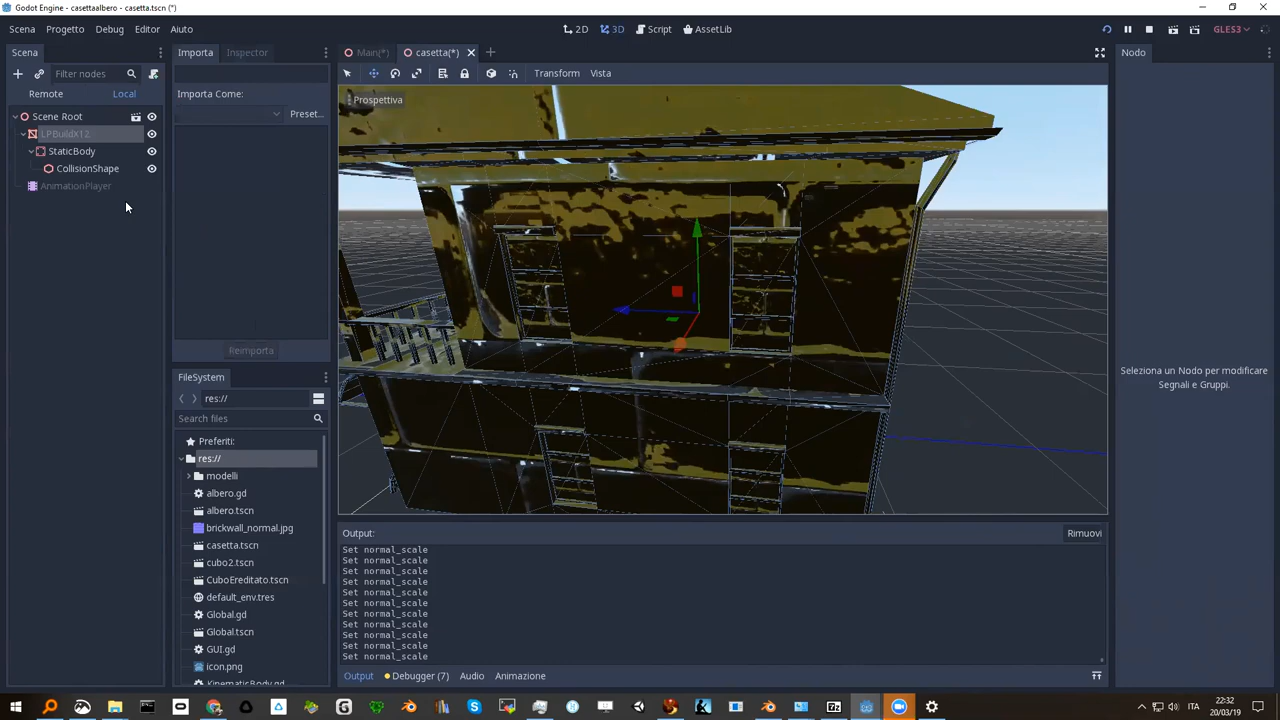 Godot Engine - casettaalbero - casetta.tscn (*)
Scena Progetto Debug Editor Aiuto
2D 3D Script AssetLib
GLES3
Scena
Importa Inspector
Main(*) casetta(*)
Nodo
Filter nodes
Trasform Vista
Remote Local
Importa Come:
Preset...
Prospettiva
Scene Root
LPBuildX12
StaticBody
CollisionShape
AnimationPlayer
Reimporta
Seleziona un Nodo per modificare
Segnali e Gruppi.
FileSystem
res://
Search files
Preferiti:
res://
modelli
albero.gd
albero.tscn
brickwall_normal.jpg
casetta.tscn
cubo2.tscn
CuboEreditato.tscn
default_env.tres
Global.gd
Global.tscn
GUI.gd
icon.png
KinematicBody.gd
Output:
Rimuovi
Set normal_scale
Set normal_scale
Set normal_scale
Set normal_scale
Set normal_scale
Set normal_scale
Set normal_scale
Set normal_scale
Set normal_scale
Set normal_scale
Set normal_scale
Output Debugger (7) Audio Animazione
ITA
22:32
20/03/19